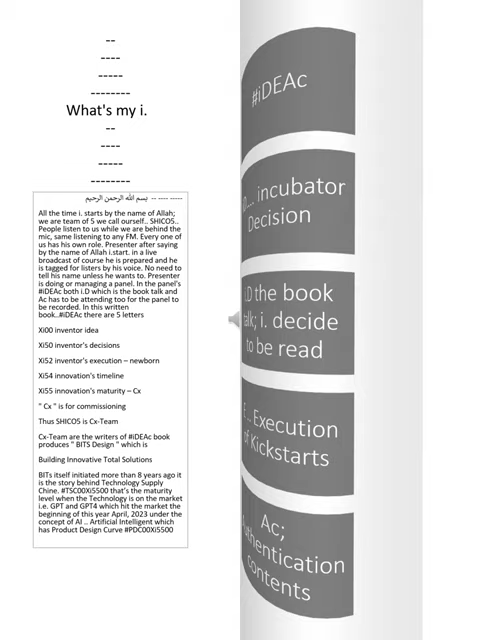 --
----
-----
--------
What's my i.
--
----
-----
--------
بسم الله الرحمن الرحيم -- ---- -----
All the time i. starts by the name of Allah;
we are team of 5 we call ourself.. SHICO5..
People listen to us while we are behind the
mic, same listening to any FM. Every one of
us has his own role. Presenter after saying
by the name of Allah i.start. in a live
broadcast of course he is prepared and he
is tagged for listers by his voice. No need to
tell his name unless he wants to. Presenter
is doing or managing a panel. In the panel's
#iDEAc both i.D which is the book talk and
Ac has to be attending too for the panel to
be recorded. In this written
book..#iDEAc there are 5 letters
Xi00 inventor idea
Xi50 inventor's decisions
Xi52 inventor's execution – newborn
Xi54 innovation's timeline
Xi55 innovation's maturity – Cx
" Cx " is for commissioning
Thus SHICO5 is Cx-Team
Cx-Team are the writers of #iDEAc book
produces " BITS Design " which is
Building Innovative Total Solutions
BITs itself initiated more than 8 years ago it
is the story behind Technology Supply
Chine. #TSC00Xi5500 that's the maturity
level when the Technology is on the market
i.e. GPT and GPT4 which hit the market the
beginning of this year April, 2023 under the
concept of AI .. Artificial Intelligent which
has Product Design Curve #PDC00Xi5500
#iDEAc
incubator
Decision
i.D the book
talk; i. decide
to be read
E .. Execution
of Kickstarts
Ac;
contents